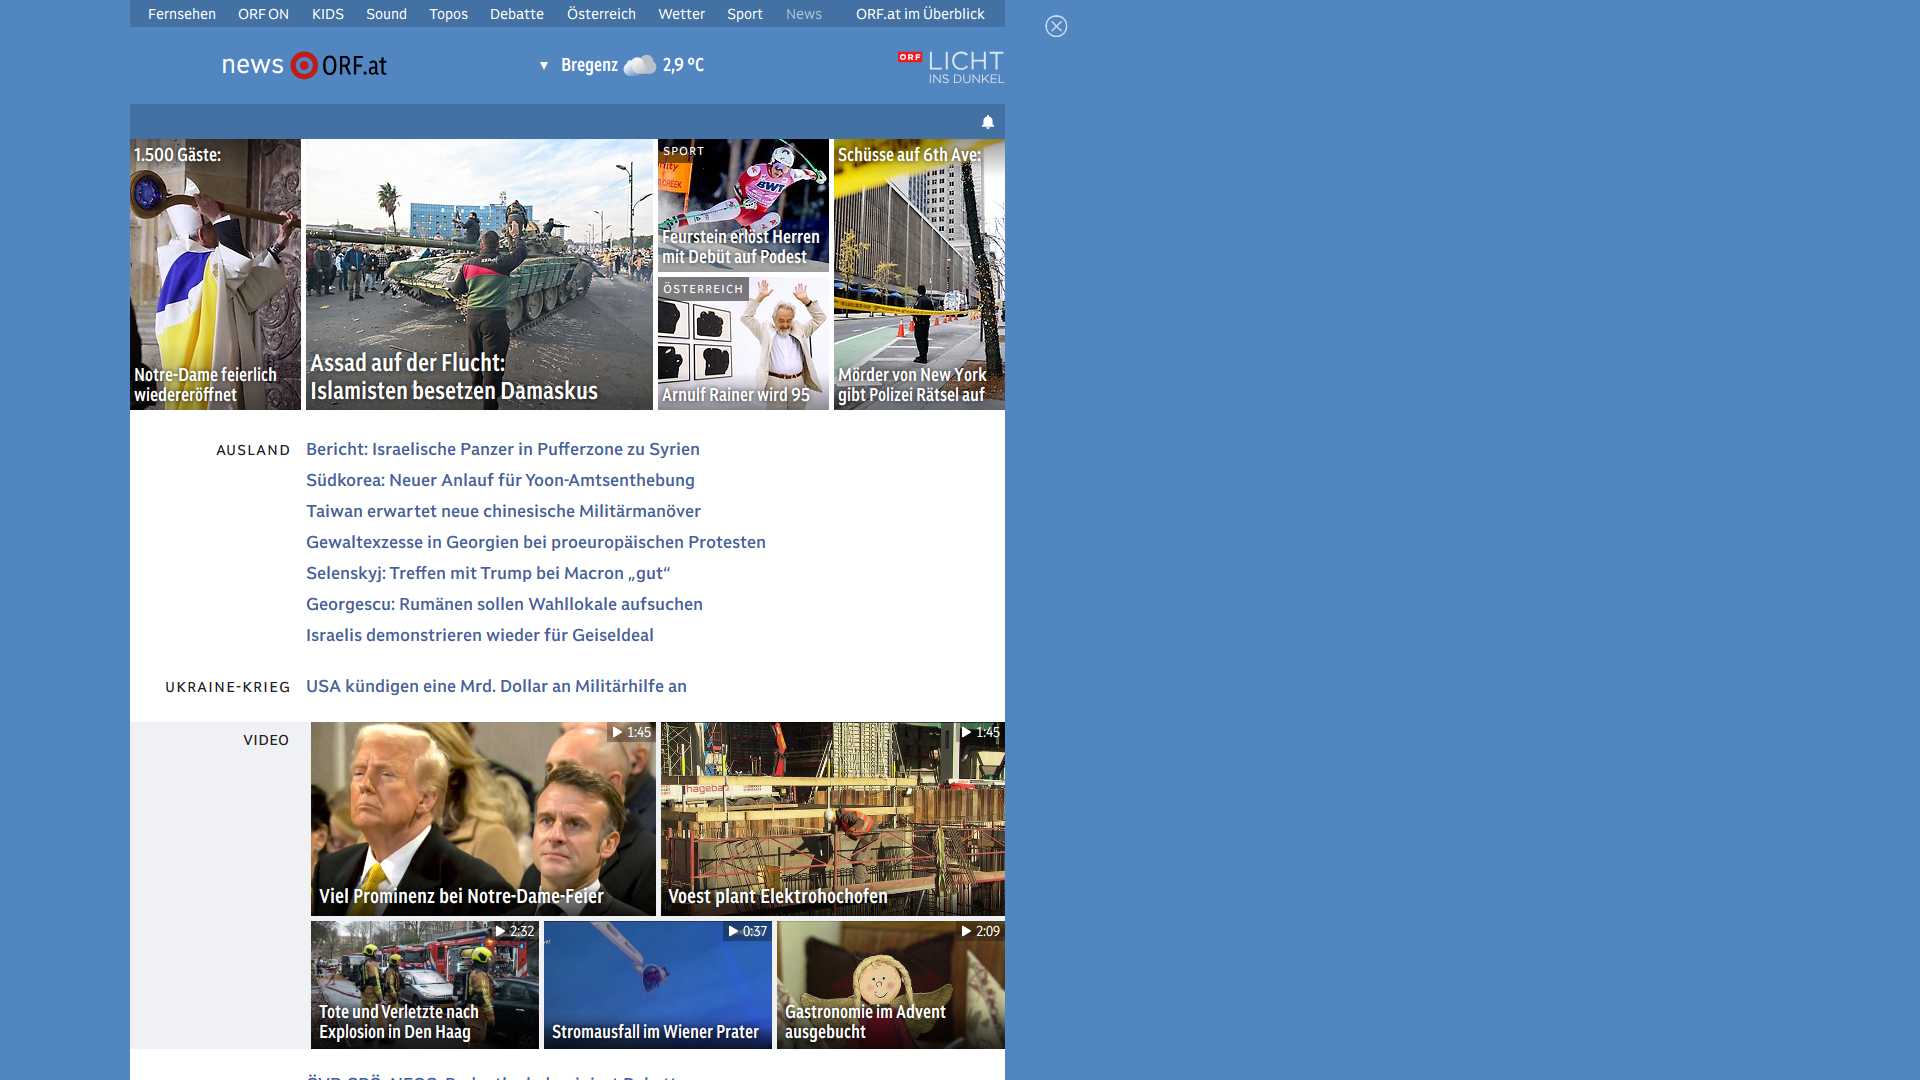 Fernsehen ORF ON KIDS Sound Topos Debatte Österreich Wetter Sport News ORF.at im Überblick
news ORF.at
Bregenz 2,9 °C
ORF LICHT
INS DUNKEL
1.500 Gäste:
Notre-Dame feierlich
wiedereröffnet
Assad auf der Flucht:
Islamisten besetzen Damaskus
SPORT
BWT
Feurstein erlöst Herren
mit Debüt auf Podest
ÖSTERREICH
Arnulf Rainer wird 95
Schüsse auf 6th Ave:
Mörder von New York
gibt Polizei Rätsel auf
AUSLAND
Bericht: Israelische Panzer in Pufferzone zu Syrien
Südkorea: Neuer Anlauf für Yoon-Amtsenthebung
Taiwan erwartet neue chinesische Militärmanöver
Gewaltexzesse in Georgien bei proeuropäischen Protesten
Selenskyj: Treffen mit Trump bei Macron „gut“
Georgescu: Rumänen sollen Wahllokale aufsuchen
Israelis demonstrieren wieder für Geiseldeal
UKRAINE-KRIEG
USA kündigen eine Mrd. Dollar an Militärhilfe an
VIDEO
1:45
Viel Prominenz bei Notre-Dame-Feier
1:45
hagebau
Voest plant Elektrohochofen
2:32
Tote und Verletzte nach
Explosion in Den Haag
0:37
Stromausfall im Wiener Prater
2:09
Gastronomie im Advent
ausgebucht